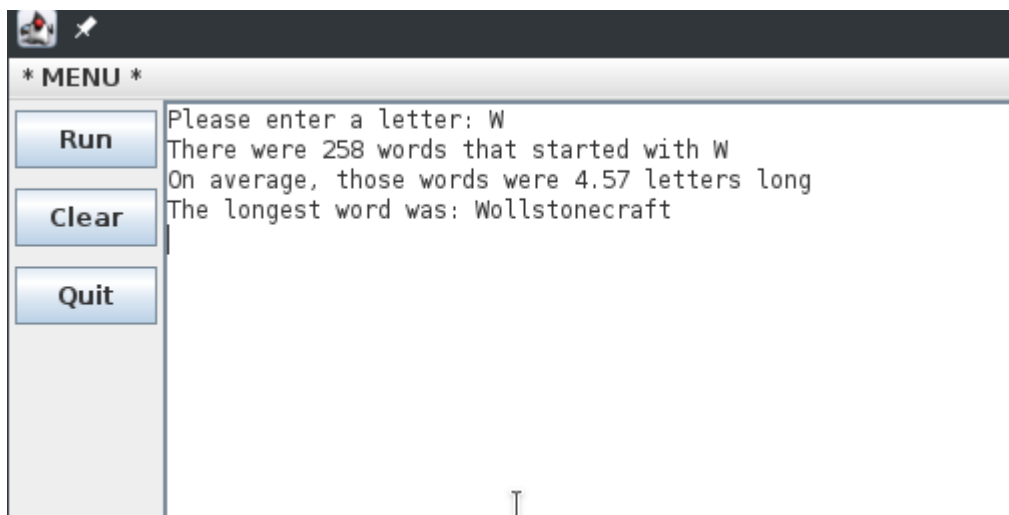 * MENU *
Run
Clear
Quit
Please enter a letter: W
There were 258 words that started with W
On average, those words were 4.57 letters long
The longest word was: Wollstonecraft